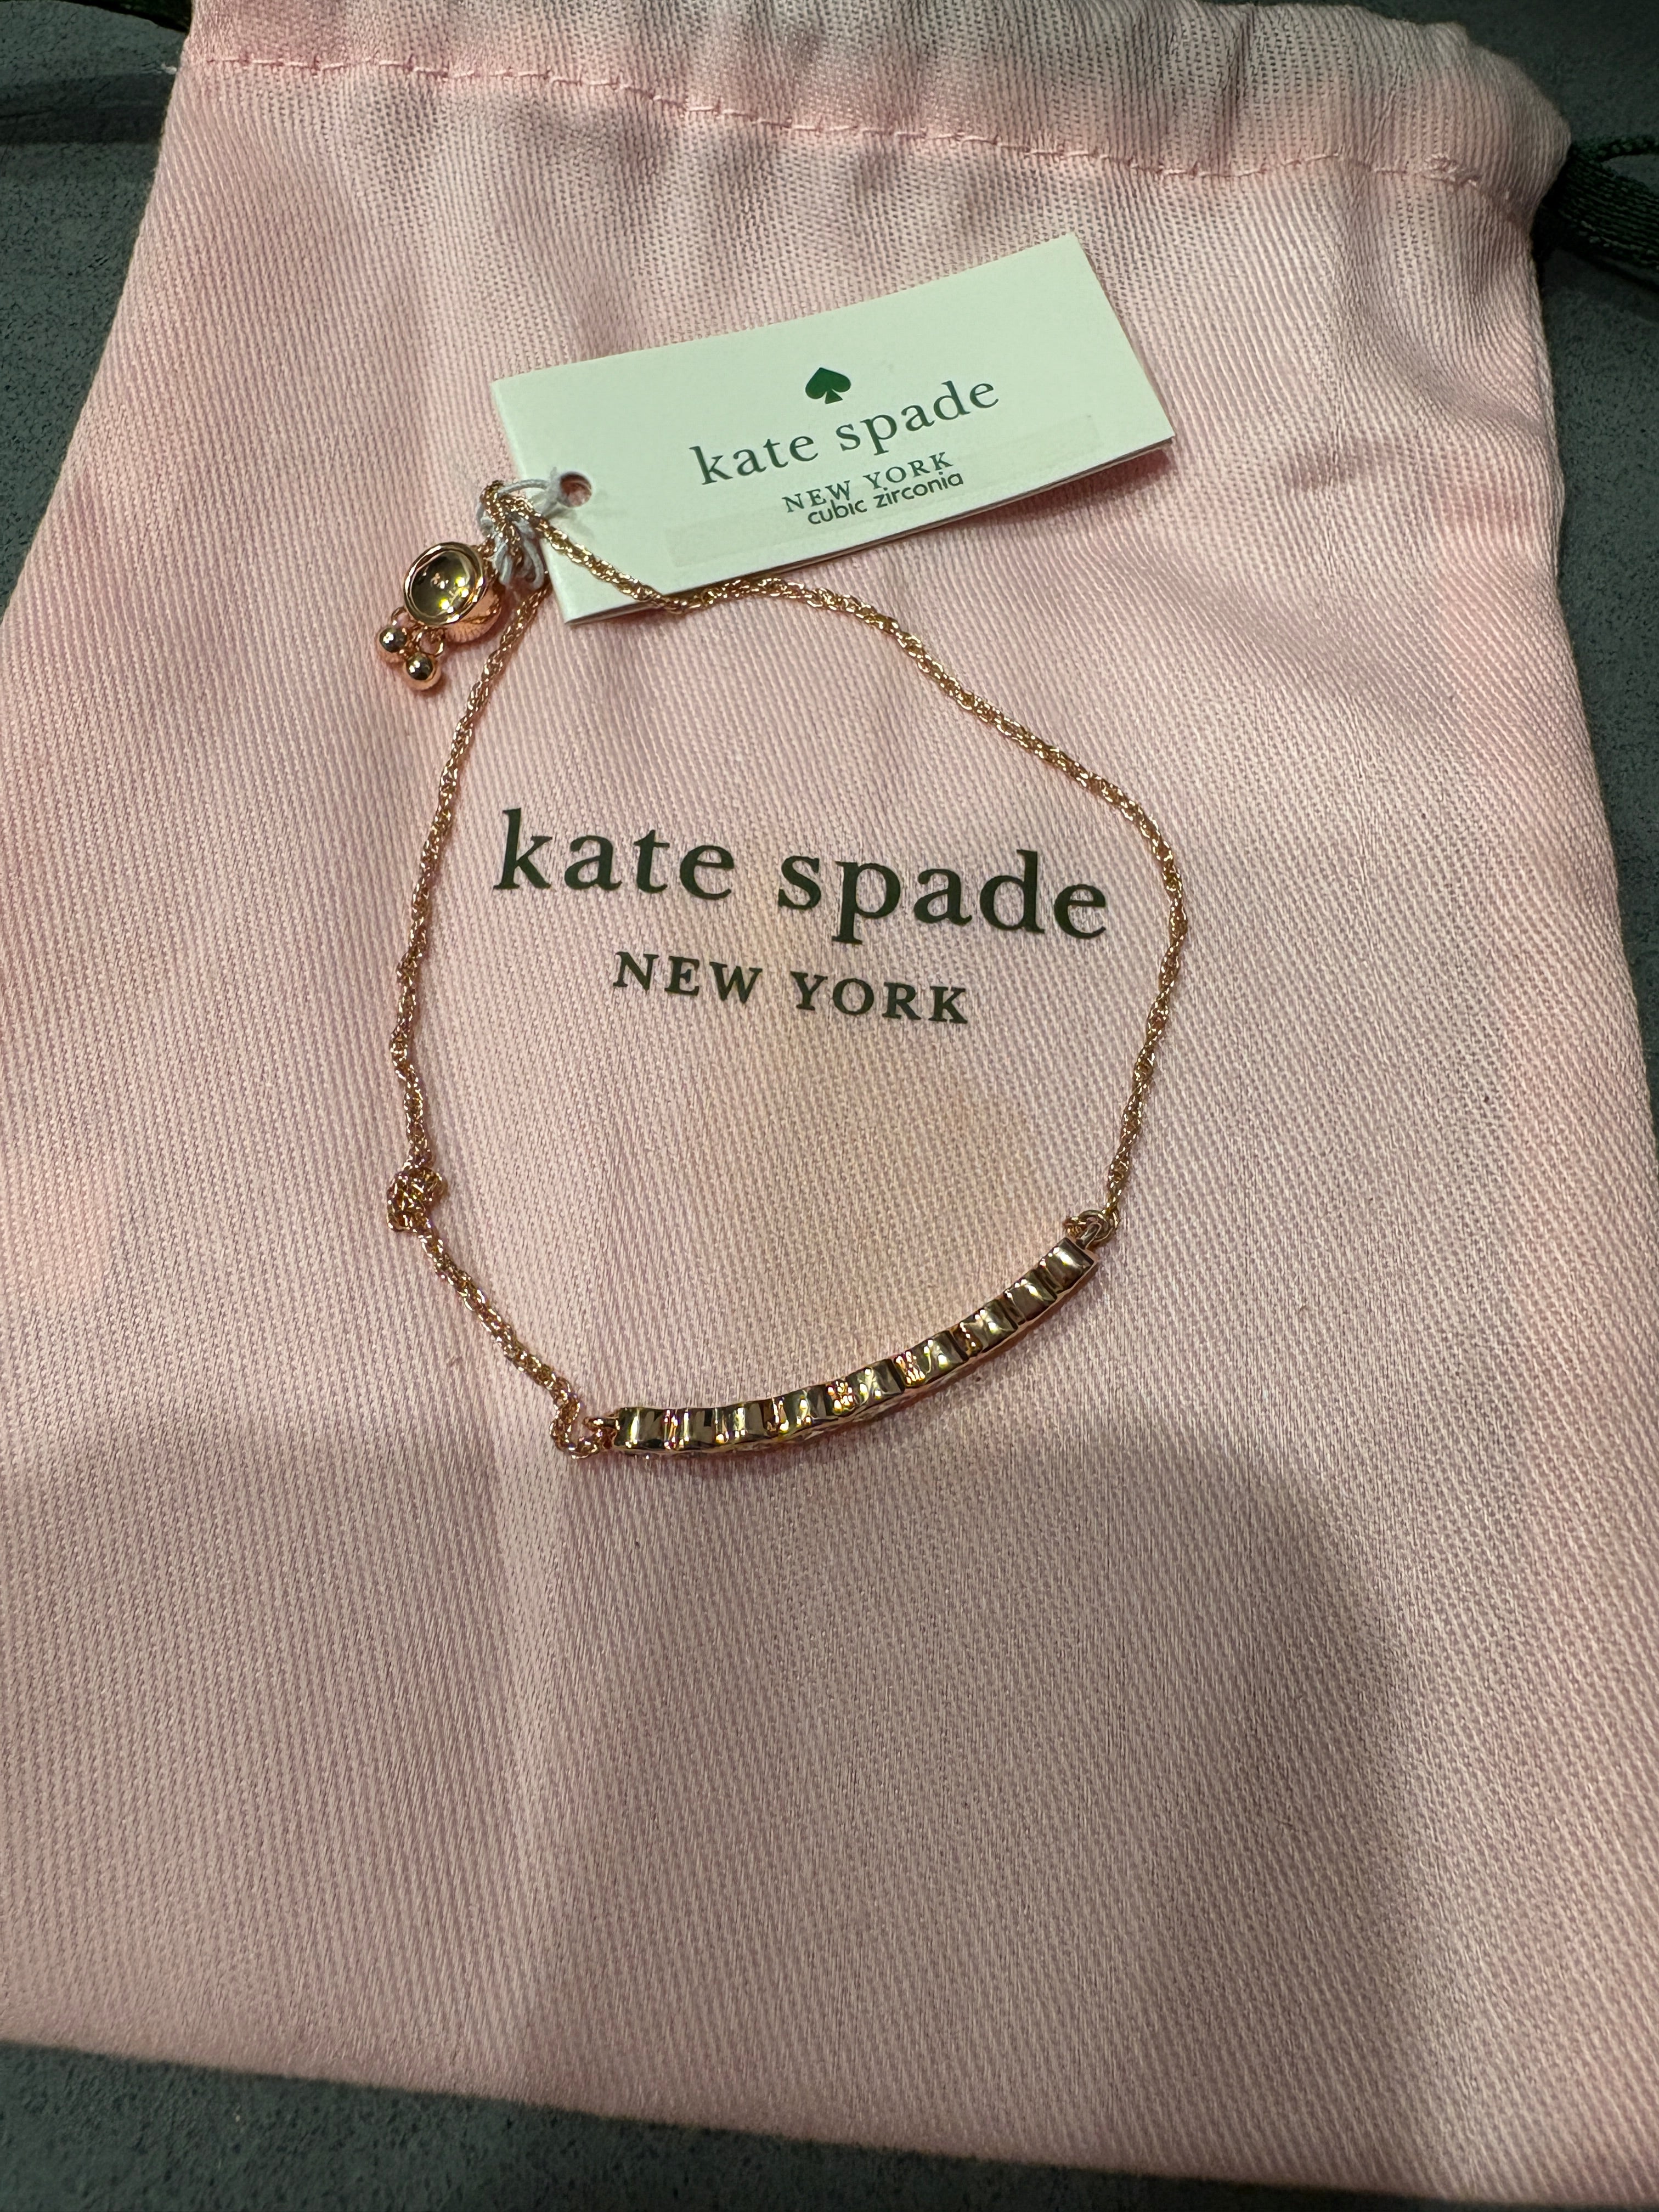 kate spade
NEW YORK
cubic zirconia
kate spade
NEW YORK